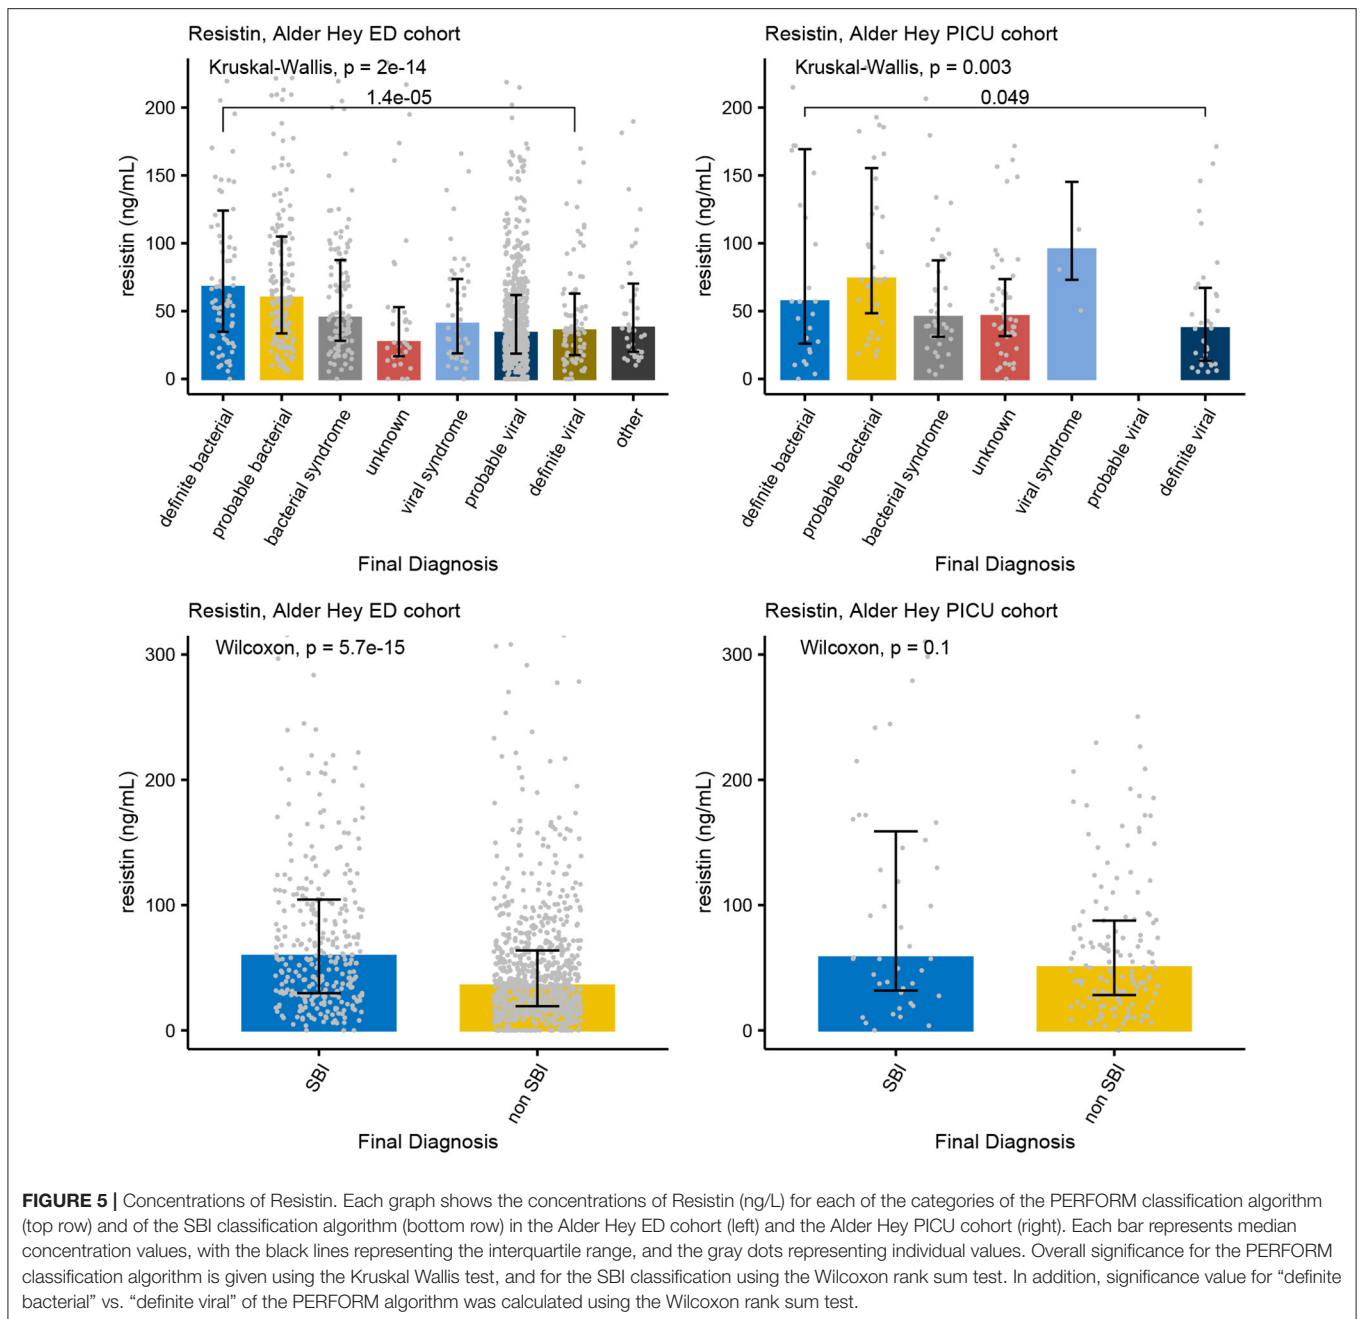 Resistin, Alder Hey ED cohort
Kruskal-Wallis, p = 2e-14
1.4e-05
resistin (ng/mL)
200
150
100
50
0
definite bacterial
probable bacterial
bacterial syndrome
unknown
viral syndrome
probable viral
definite viral
other
Final Diagnosis
Resistin, Alder Hey PICU cohort
Kruskal-Wallis, p = 0.003
0.049
resistin (ng/mL)
200
150
100
50
0
definite bacterial
probable bacterial
bacterial syndrome
unknown
viral syndrome
probable viral
definite viral
Final Diagnosis
Resistin, Alder Hey ED cohort
Wilcoxon, p = 5.7e-15
resistin (ng/mL)
300
200
100
0
SBI
non SBI
Final Diagnosis
Resistin, Alder Hey PICU cohort
Wilcoxon, p = 0.1
resistin (ng/mL)
300
200
100
0
SBI
non SBI
Final Diagnosis
FIGURE 5 | Concentrations of Resistin. Each graph shows the concentrations of Resistin (ng/L) for each of the categories of the PERFORM classification algorithm
(top row) and of the SBI classification algorithm (bottom row) in the Alder Hey ED cohort (left) and the Alder Hey PICU cohort (right). Each bar represents median
concentration values, with the black lines representing the interquartile range, and the gray dots representing individual values. Overall significance for the PERFORM
classification algorithm is given using the Kruskal Wallis test, and for the SBI classification using the Wilcoxon rank sum test. In addition, significance value for “definite
bacterial” vs. “definite viral” of the PERFORM algorithm was calculated using the Wilcoxon rank sum test.